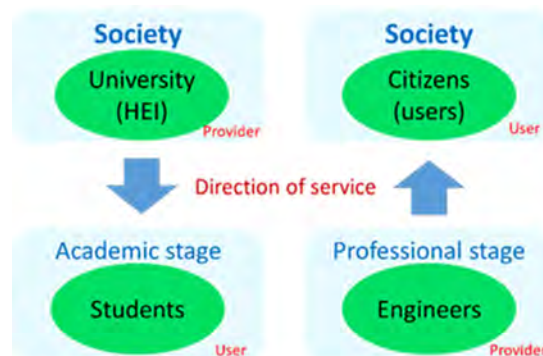 Society
University
(HEI)
Provider
Society
Citizens
(users)
User
Direction of service
Academic stage
Students
User
Professional stage
Engineers
Provider